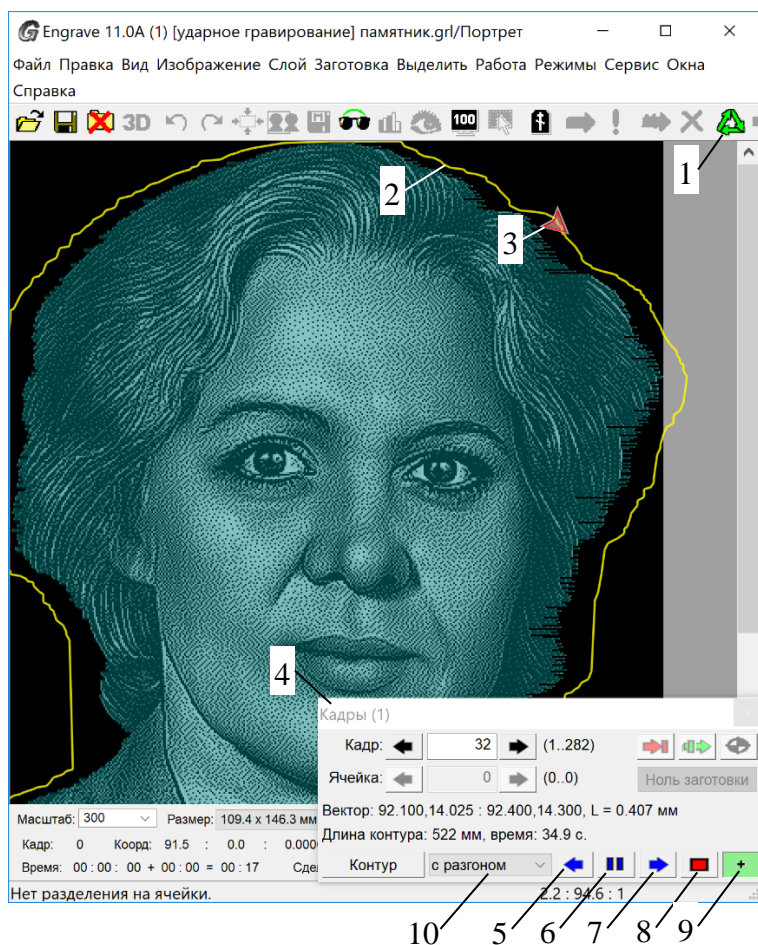 Engrave 11.0A (1) [ударное гравирование] памятник.grl/Портрет
Файл Правка Вид Изображение Слой Заготовка Выделить Работа Режимы Сервис Окна
Справка
3D
100
1
2
3
4
Кадры (1)
Кадр: 32 (1..282)
Ячейка: 0 (0..0)
Ноль заготовки
Вектор: 92.100,14.025 : 92.400,14.300, L = 0.407 мм
Длина контура: 522 мм, время: 34.9 с.
Контур с разгоном +
Масштаб: 300 Размер: 109.4 x 146.3 мм
Кадр: 0 Коорд: 91.5 : 0.0 : 0.000
Время: 00 : 00 : 00 + 00 : 00 = 00 : 17
Нет разделения на ячейки. 2.2 : 94.6 : 1
10 5 6 7 8 9